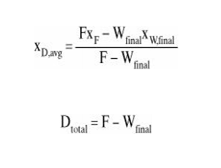 x_D,avg = (Fx_F – W_final x_W,final) / (F – W_final)
D_total = F – W_final